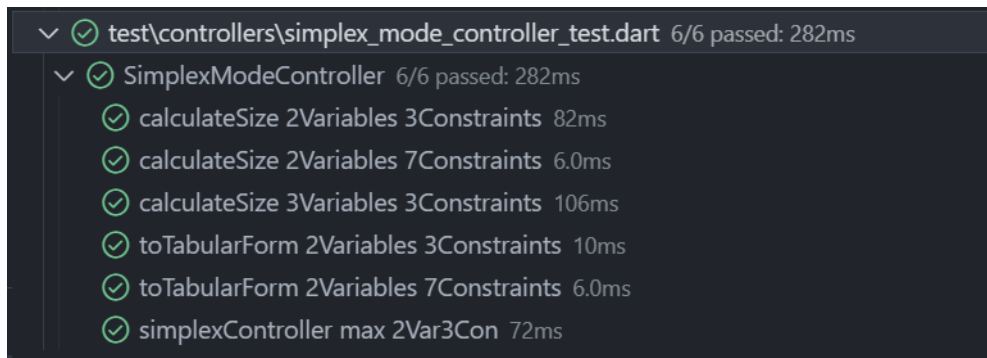 test\controllers\simplex_mode_controller_test.dart 6/6 passed: 282ms
SimplexModeController 6/6 passed: 282ms
calculateSize 2Variables 3Constraints 82ms
calculateSize 2Variables 7Constraints 6.0ms
calculateSize 3Variables 3Constraints 106ms
toTabularForm 2Variables 3Constraints 10ms
toTabularForm 2Variables 7Constraints 6.0ms
simplexController max 2Var3Con 72ms